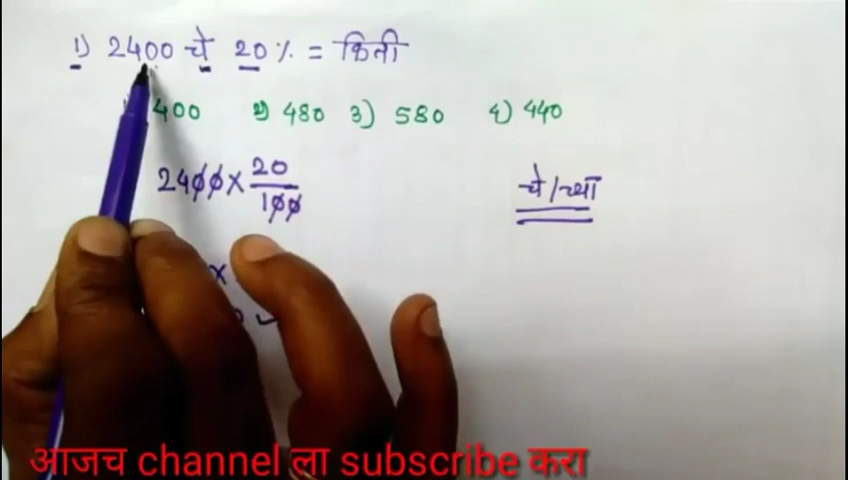 1) 2400 चे 20% = किती
400 2) 480 3) 580 4) 440
2400 × 20/100 चे/च्या
×
आजच channel ला subscribe करा